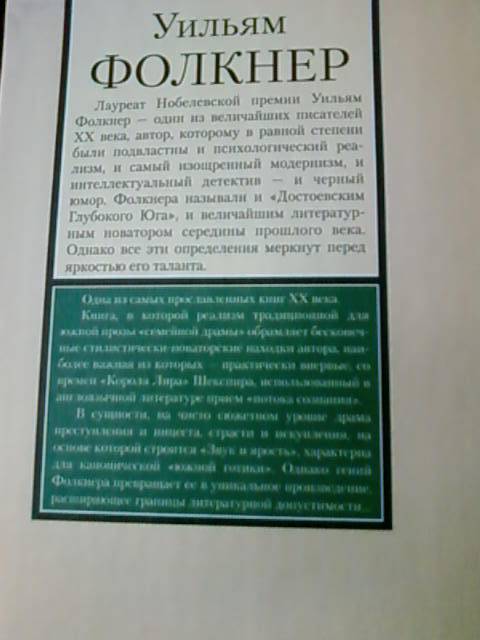 Уильям
ФОЛКНЕР
Лауреат Нобелевской премии Уильям
Фолкнер — один из величайших писателей
XX века, автор, которому в равной степени
были подвластны и психологический реа-
лизм, и самый изощренный модернизм, и
интеллектуальный детектив — и черный
юмор. Фолкнера называли и «Достоевским
Глубокого Юга», и величайшим литератур-
ным новатором середины прошлого века.
Однако все эти определения меркнут перед
яркостью его таланта.
Одна из самых прославленных книг XX века.
Книга, в которой реализм традиционной для
южной прозы «семейной драмы» обрамляет бесконеч-
ные стилистически-новаторские находки автора, наи-
более важная из которых — практически впервые, со
времен «Короля Лира» Шекспира, использованный в
англоязычной литературе прием «потока сознания».
В сущности, на чисто сюжетном уровне драма
преступления и инцеста, страсти и искупления, на
основе которой строится «Звук и ярость», характерна
для канонической «южной готики». Однако гений
Фолкнера превращает ее в уникальное произведение,
расширяющее границы литературной допустимости...